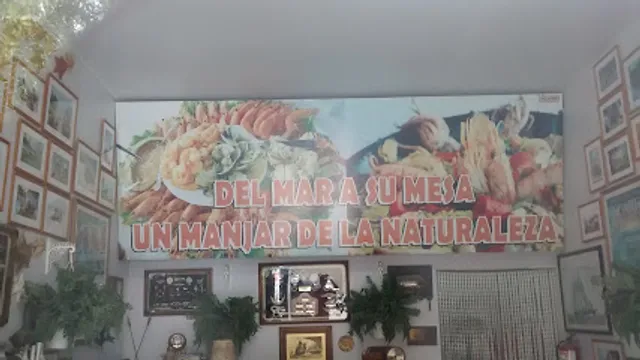 DEL MAR A SU MESA
UN MANJAR DE LA NATURALEZA